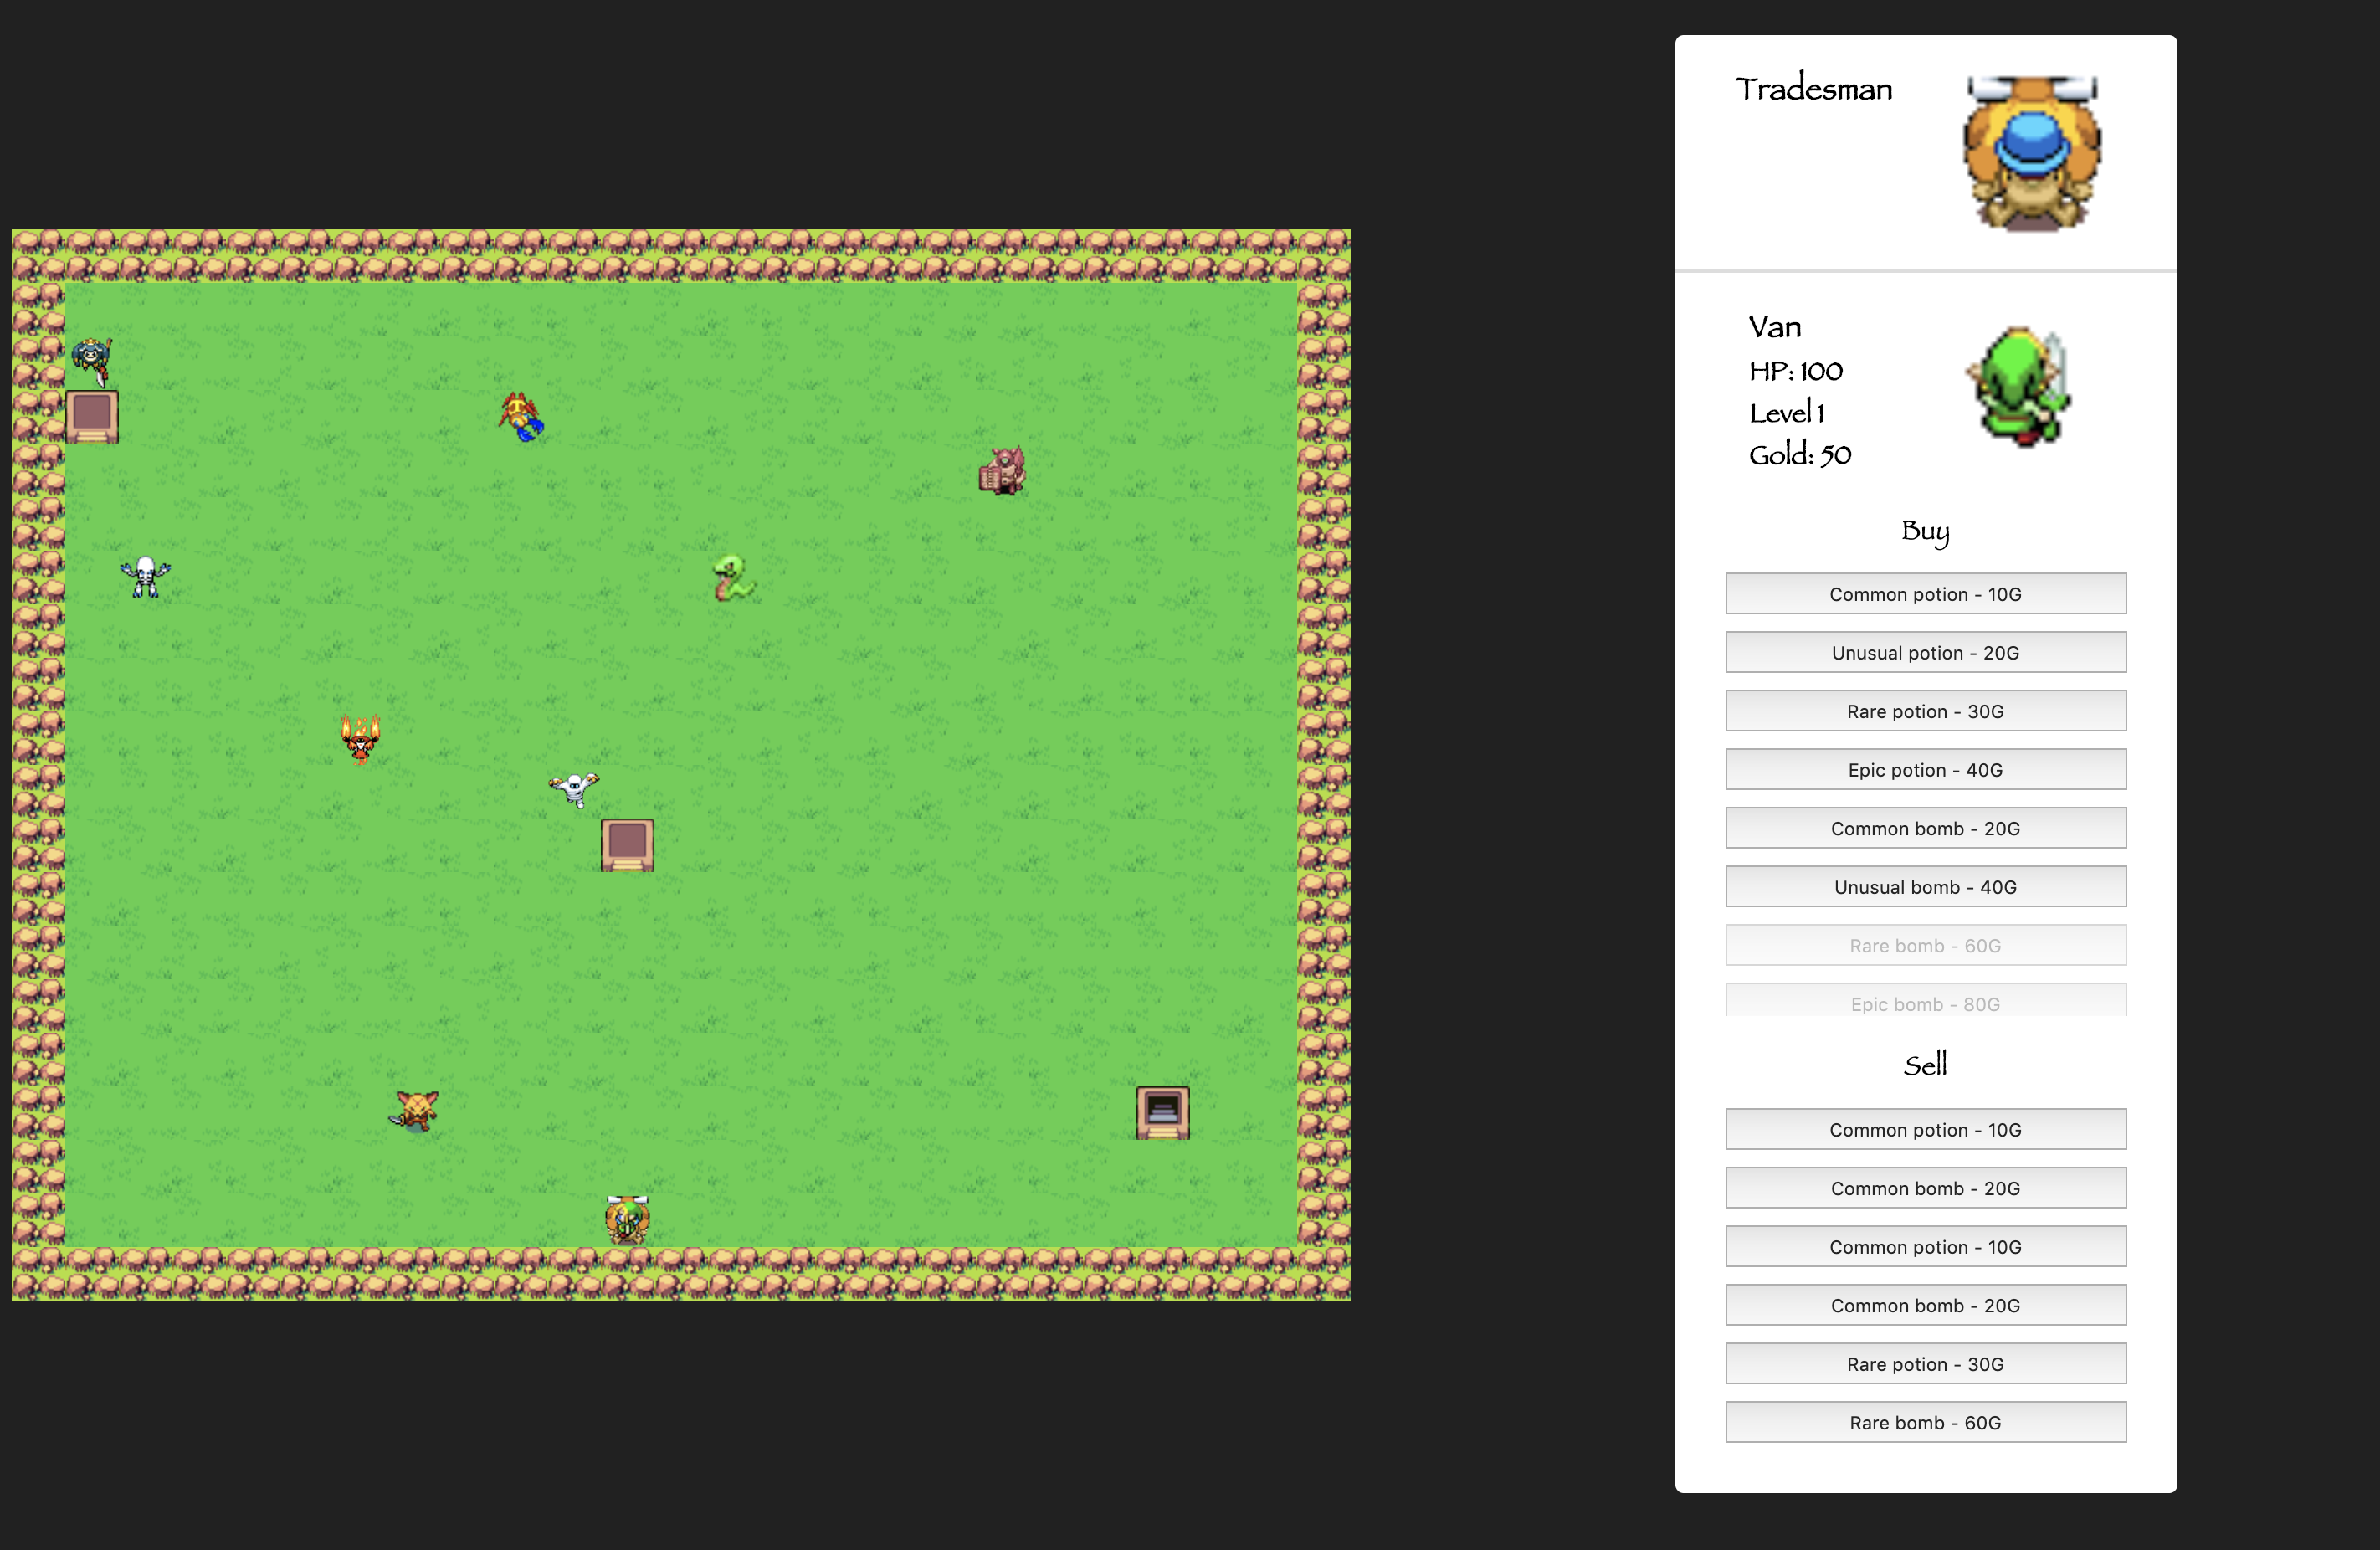 Tradesman
Van
HP: 100
Level 1
Gold: 50
Buy
Common potion - 10G
Unusual potion - 20G
Rare potion - 30G
Epic potion - 40G
Common bomb - 20G
Unusual bomb - 40G
Rare bomb - 60G
Epic bomb - 80G
Sell
Common potion - 10G
Common bomb - 20G
Common potion - 10G
Common bomb - 20G
Rare potion - 30G
Rare bomb - 60G